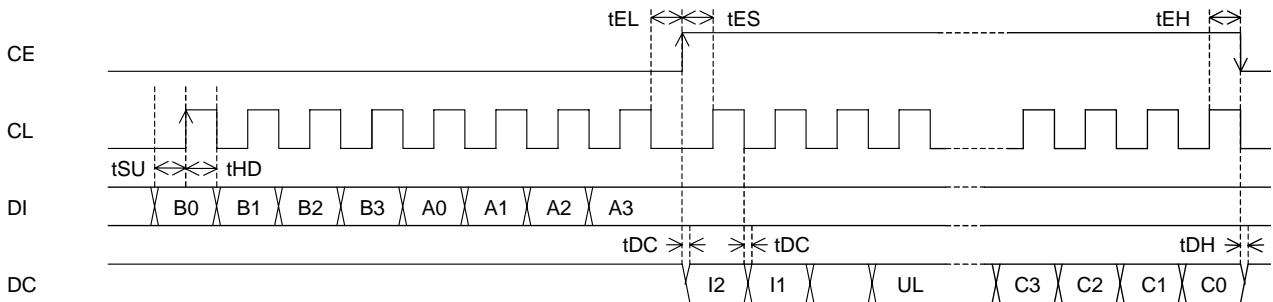 tEL tES tEH
CE
CL
tSU tHD
DI B0 B1 B2 B3 A0 A1 A2 A3
tDC tDC tDH
DC I2 I1 UL C3 C2 C1 C0